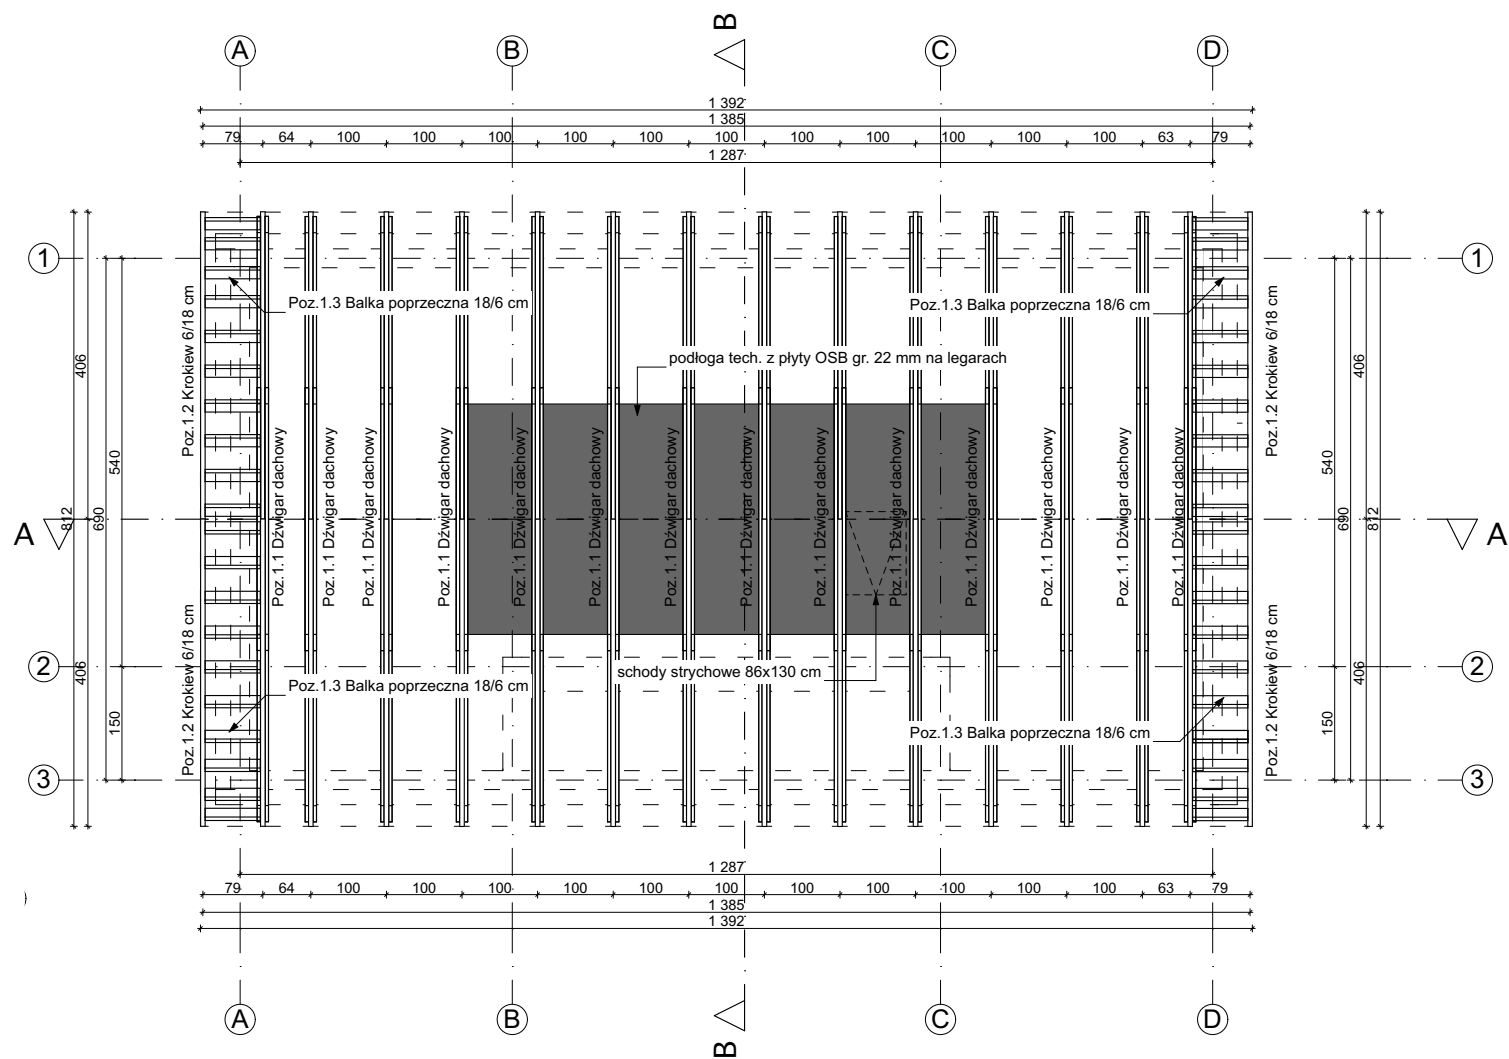 B
A B C D
1 392
1 385
79 64 100 100 100 100 100 100 100 100 100 100 100 63 79
1 287
1 1
Poz.1.2 Krokiew 6/18 cm
Poz.1.3 Balka poprzeczna 18/6 cm
Poz.1.3 Balka poprzeczna 18/6 cm
Poz.1.2 Krokiew 6/18 cm
406
406
podłoga tech. z płyty OSB gr. 22 mm na legarach
540
540
Poz.1.1 Dźwigar dachowy
Poz.1.1 Dźwigar dachowy
Poz.1.1 Dźwigar dachowy
Poz.1.1 Dźwigar dachowy
Poz.1.1 Dźwigar dachowy
Poz.1.1 Dźwigar dachowy
Poz.1.1 Dźwigar dachowy
Poz.1.1 Dźwigar dachowy
Poz.1.1 Dźwigar dachowy
Poz.1.1 Dźwigar dachowy
Poz.1.1 Dźwigar dachowy
Poz.1.1 Dźwigar dachowy
Poz.1.1 Dźwigar dachowy
Poz.1.1 Dźwigar dachowy
A
812
690
690
812
A
2 2
406
406
schody strychowe 86x130 cm
Poz.1.2 Krokiew 6/18 cm
Poz.1.3 Balka poprzeczna 18/6 cm
Poz.1.3 Balka poprzeczna 18/6 cm
Poz.1.2 Krokiew 6/18 cm
150
150
3 3
1 287
79 64 100 100 100 100 100 100 100 100 100 100 100 63 79
1 385
1 392
A B C D
B